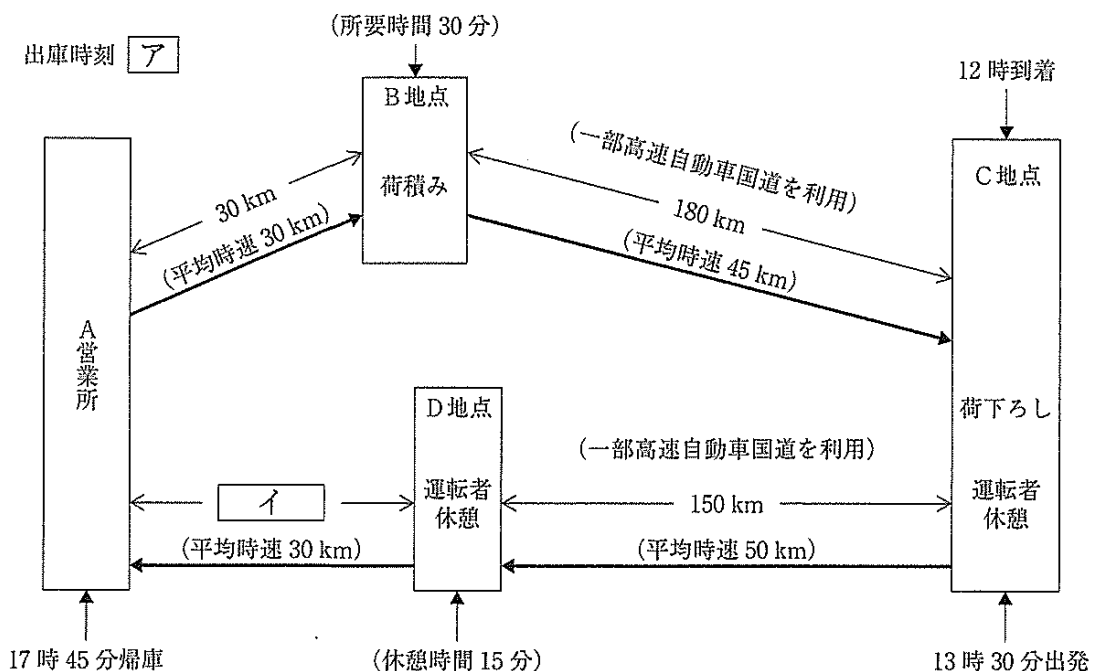 (所要時間 30 分)
出庫時刻 ア
12 時到着
B 地点
荷積み
(一部高速自動車国道を利用)
C 地点
30 km
180 km
(平均時速 30 km)
(平均時速 45 km)
A営業所
D 地点
荷下ろし
(一部高速自動車国道を利用)
イ
運転者
休憩
150 km
運転者
休憩
(平均時速 30 km)
(平均時速 50 km)
17 時 45 分帰庫
(休憩時間 15 分)
13 時 30 分出発